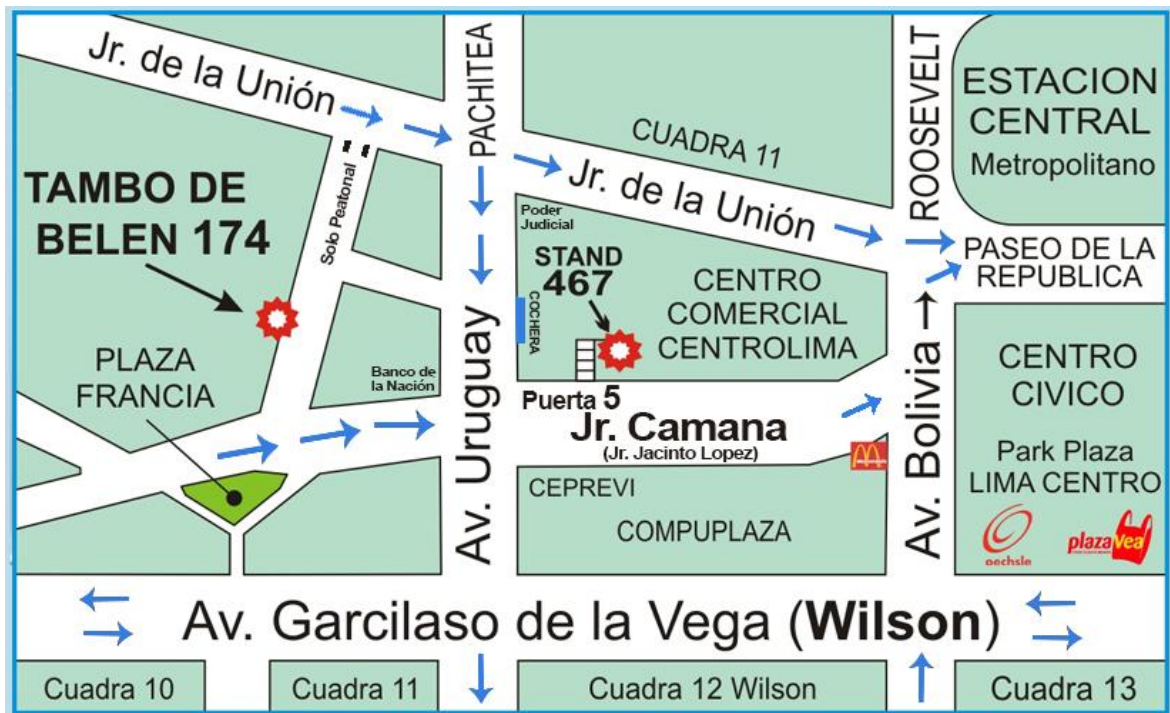 Jr. de la Unión
PACHITEA
ROOSEVELT
ESTACION
CENTRAL
Metropolitano
CUADRA 11
Jr. de la Unión
TAMBO DE
BELEN 174
Solo Peatonal
Poder
Judicial
STAND
467
COCHERA
CENTRO
COMERCIAL
CENTROLIMA
PASEO DE LA
REPUBLICA
PLAZA
FRANCIA
Banco de
la Nación
Av. Uruguay
Puerta 5
Jr. Camana
(Jr. Jacinto Lopez)
Av. Bolivia
CENTRO
CIVICO
Park Plaza
LIMA CENTRO
oechsle
plazaVea
CEPREVI
COMPUPLAZA
Av. Garcilaso de la Vega (Wilson)
Cuadra 10
Cuadra 11
Cuadra 12 Wilson
Cuadra 13